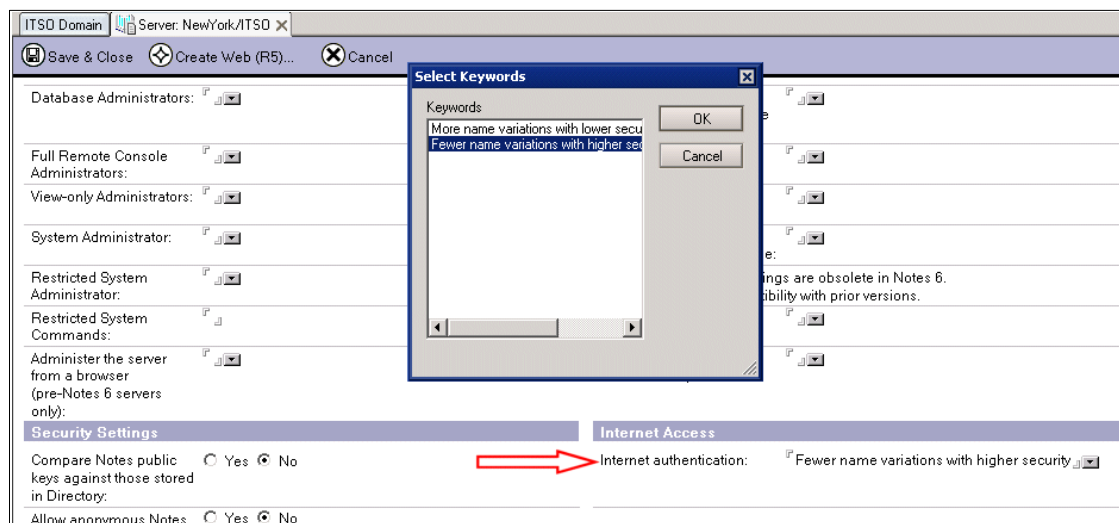 ITSO Domain
Server: NewYork/ITSO
Save & Close
Create Web (R5)...
Cancel
Select Keywords
Keywords
More name variations with lower secu
Fewer name variations with higher sec
OK
Cancel
Database Administrators:
e
Full Remote Console
Administrators:
View-only Administrators:
System Administrator:
e:
Restricted System
Administrator:
ings are obsolete in Notes 6.
ibility with prior versions.
Restricted System
Commands:
Administer the server
from a browser
(pre-Notes 6 servers
only):
Security Settings
Internet Access
Compare Notes public
keys against those stored
in Directory:
Yes No
Internet authentication:
Fewer name variations with higher security
Allow anonymous Notes
Yes No